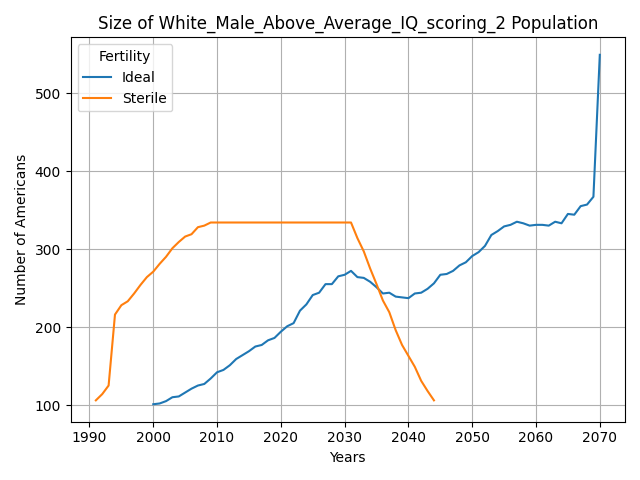 Size of White_Male_Above_Average_IQ_scoring_2 Population
Fertility
Ideal
Sterile
Number of Americans
500
400
300
200
100
1990 2000 2010 2020 2030 2040 2050 2060 2070
Years